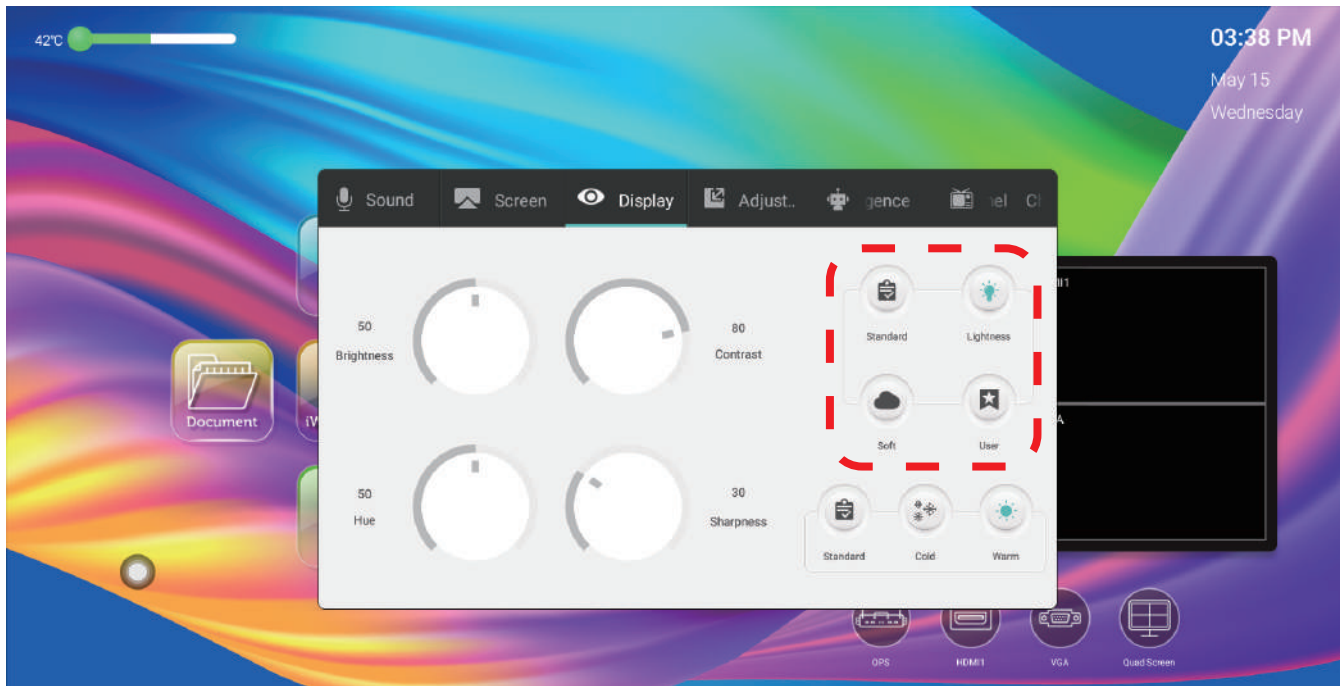 42°C
03:38 PM
May 15
Wednesday
Sound Screen Display Adjust.. gence nel
50
Brightness
80
Contrast
Standard Lightness
Soft User
50
Hue
30
Sharpness
Standard Cold Warm
Document
OPS HDMI1 VGA Quad Screen